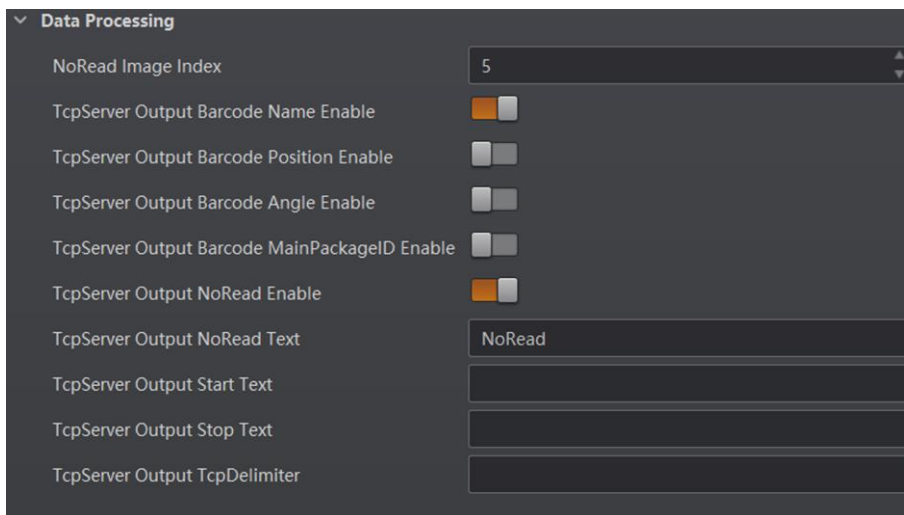 Data Processing
NoRead Image Index 5
TcpServer Output Barcode Name Enable
TcpServer Output Barcode Position Enable
TcpServer Output Barcode Angle Enable
TcpServer Output Barcode MainPackageID Enable
TcpServer Output NoRead Enable
TcpServer Output NoRead Text NoRead
TcpServer Output Start Text
TcpServer Output Stop Text
TcpServer Output TcpDelimiter